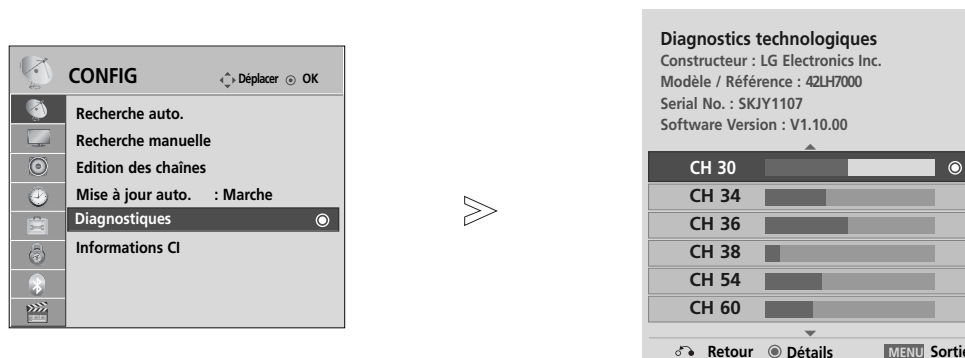 CONFIG
Déplacer OK
Recherche auto.
Recherche manuelle
Edition des chaînes
Mise à jour auto. : Marche
Diagnostiques
Informations CI
Diagnostics technologiques
Constructeur : LG Electronics Inc.
Modèle / Référence : 42LH7000
Serial No. : SKJY1107
Software Version : V1.10.00
CH 30
CH 34
CH 36
CH 38
CH 54
CH 60
Retour Détails MENU Sortie